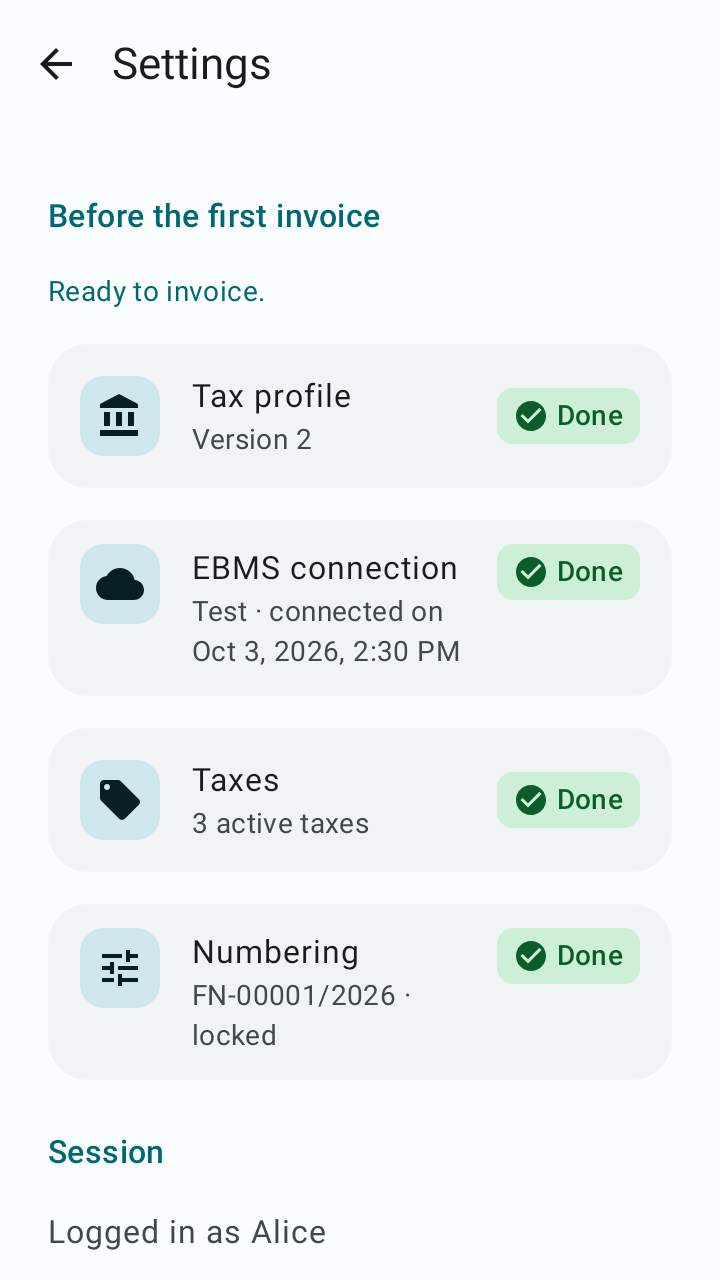 Settings
Before the first invoice
Ready to invoice.
Tax profile
Version 2
Done
EBMS connection
Test · connected on
Oct 3, 2026, 2:30 PM
Done
Taxes
3 active taxes
Done
Numbering
FN-00001/2026 ·
locked
Done
Session
Logged in as Alice